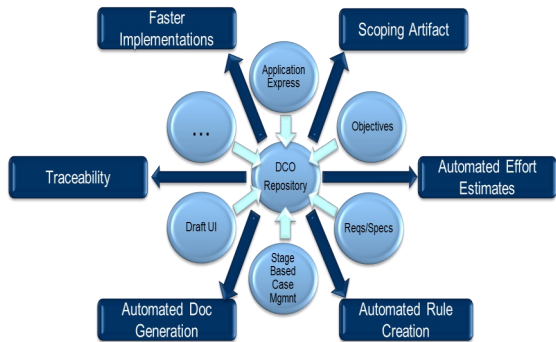 Faster
Implementations
Scoping Artifact
Application
Express
...
Objectives
DCO
Repository
Traceability
Automated Effort
Estimates
Draft UI
Reqs/Specs
Stage
Based
Case
Mgmnt
Automated Doc
Generation
Automated Rule
Creation